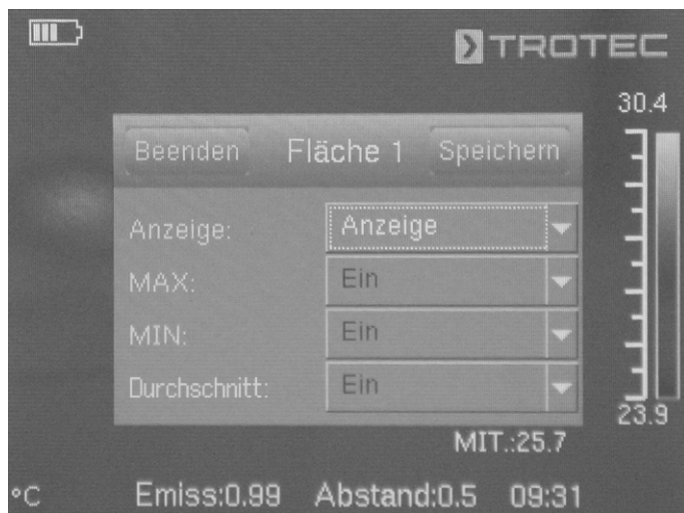 TROTEC
30.4
Beenden Fläche 1 Speichern
Anzeige: Anzeige
MAX: Ein
MIN: Ein
Durchschnitt: Ein
23.9
MIT.:25.7
°C Emiss:0.99 Abstand:0.5 09:31